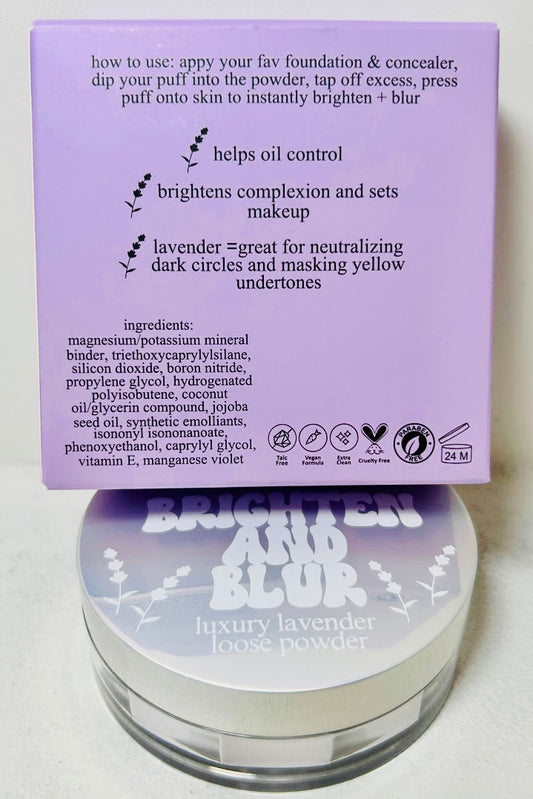 how to use: appy your fav foundation & concealer,
dip your puff into the powder, tap off excess, press
puff onto skin to instantly brighten + blur
helps oil control
brightens complexion and sets
makeup
lavender =great for neutralizing
dark circles and masking yellow
undertones
ingredients:
magnesium/potassium mineral
binder, triethoxycaprylylsilane,
silicon dioxide, boron nitride,
propylene glycol, hydrogenated
polyisobutene, coconut
oil/glycerin compound, jojoba
seed oil, synthetic emolliants,
isononyl isononanoate,
phenoxyethanol, caprylyl glycol,
vitamin E, manganese violet
Talc
Free
Vegan
Formula
Extra
Clean
Cruelty Free
PARABEN
FREE
24 M
BRIGHTEN
AND
BLUR
luxury lavender
loose powder